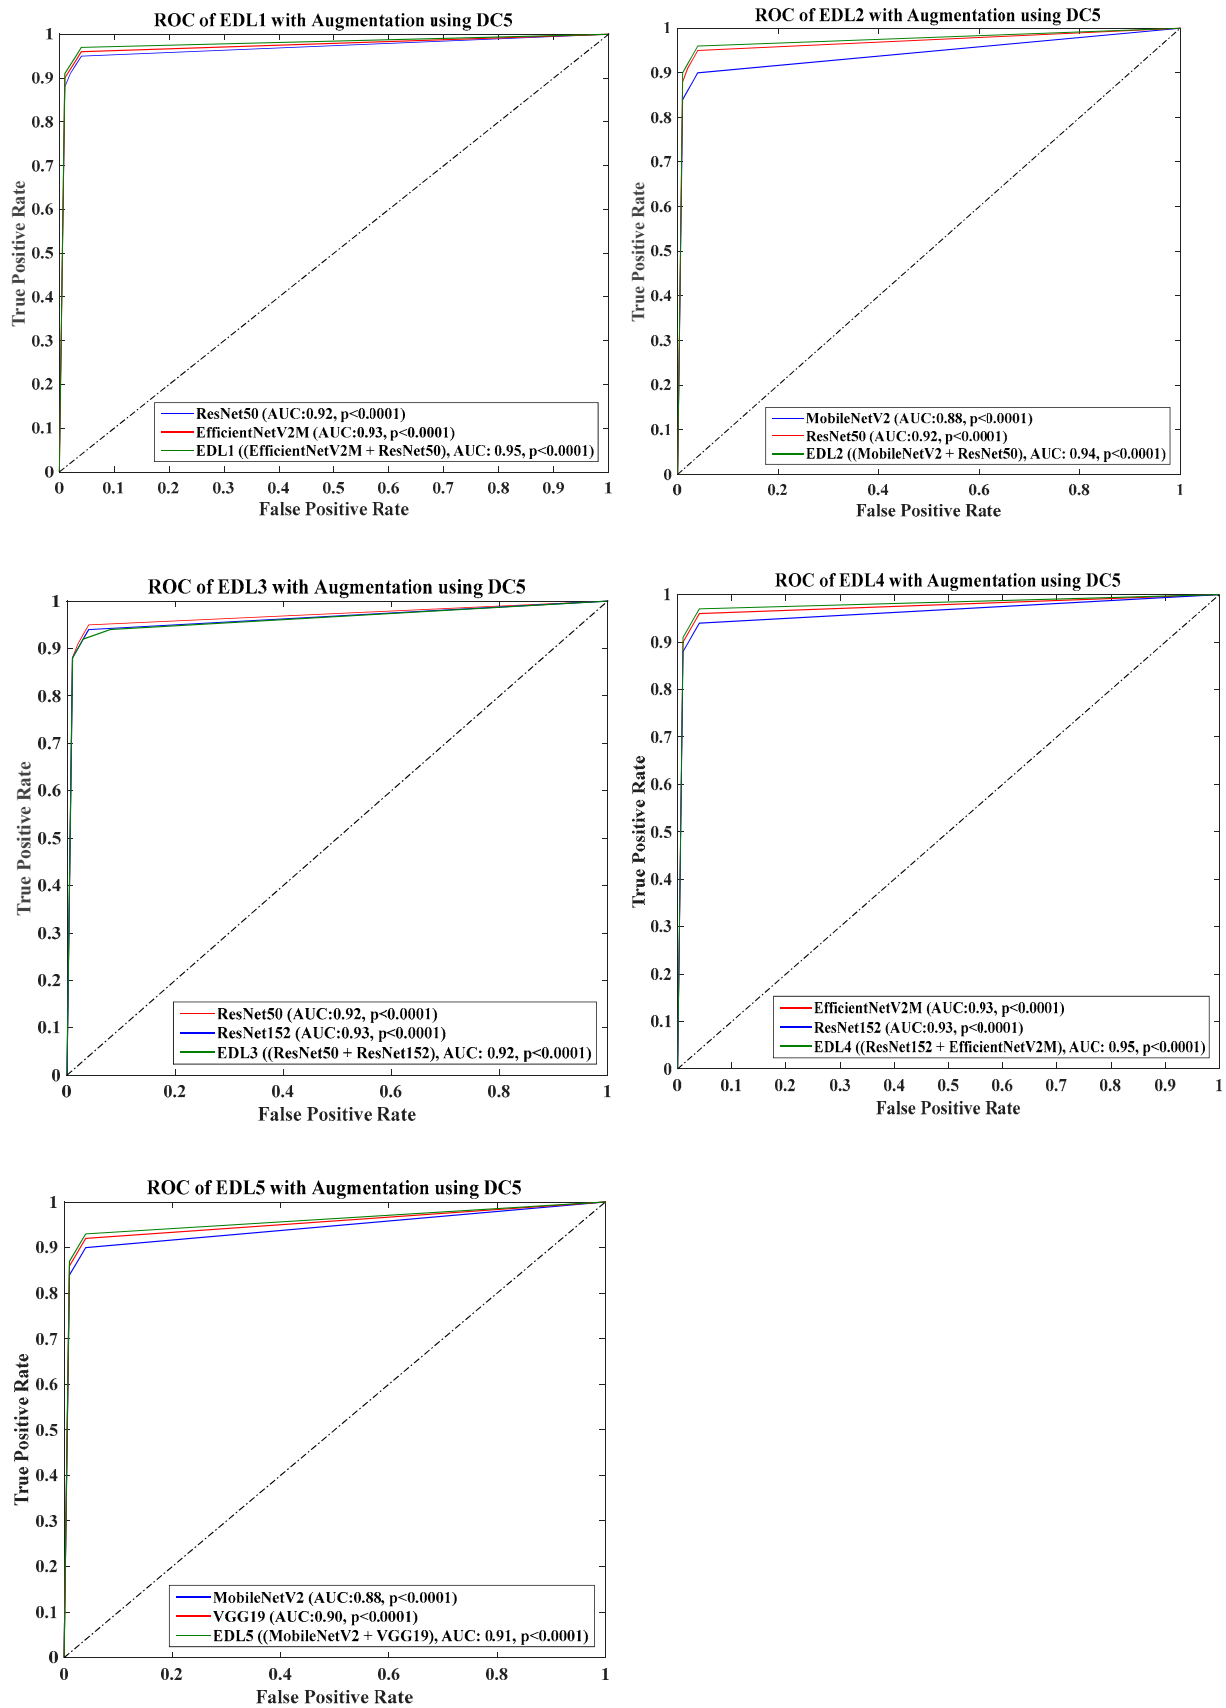 ROC of EDL1 with Augmentation using DC5
1
0.9
0.8
0.7
0.6
0.5
0.4
0.3
0.2
0.1
0
True Positive Rate
ResNet50 (AUC:0.92, p<0.0001)
EfficientNetV2M (AUC:0.93, p<0.0001)
EDL1 ((EfficientNetV2M + ResNet50), AUC: 0.95, p<0.0001)
0 0.1 0.2 0.3 0.4 0.5 0.6 0.7 0.8 0.9 1
False Positive Rate
ROC of EDL2 with Augmentation using DC5
1
0.9
0.8
0.7
0.6
0.5
0.4
0.3
0.2
0.1
0
True Positive Rate
MobileNetV2 (AUC:0.88, p<0.0001)
ResNet50 (AUC:0.92, p<0.0001)
EDL2 ((MobileNetV2 + ResNet50), AUC: 0.94, p<0.0001)
0 0.2 0.4 0.6 0.8 1
False Positive Rate
ROC of EDL3 with Augmentation using DC5
1
0.9
0.8
0.7
0.6
0.5
0.4
0.3
0.2
0.1
0
True Positive Rate
ResNet50 (AUC:0.92, p<0.0001)
ResNet152 (AUC:0.93, p<0.0001)
EDL3 ((ResNet50 + ResNet152), AUC: 0.92, p<0.0001)
0 0.2 0.4 0.6 0.8 1
False Positive Rate
ROC of EDL4 with Augmentation using DC5
1
0.9
0.8
0.7
0.6
0.5
0.4
0.3
0.2
0.1
0
True Positive Rate
EfficientNetV2M (AUC:0.93, p<0.0001)
ResNet152 (AUC:0.93, p<0.0001)
EDL4 ((ResNet152 + EfficientNetV2M), AUC: 0.95, p<0.0001)
0.1 0.2 0.3 0.4 0.5 0.6 0.7 0.8 0.9 1
False Positive Rate
ROC of EDL5 with Augmentation using DC5
1
0.9
0.8
0.7
0.6
0.5
0.4
0.3
0.2
0.1
0
True Positive Rate
MobileNetV2 (AUC:0.88, p<0.0001)
VGG19 (AUC:0.90, p<0.0001)
EDL5 ((MobileNetV2 + VGG19), AUC: 0.91, p<0.0001)
0 0.2 0.4 0.6 0.8 1
False Positive Rate